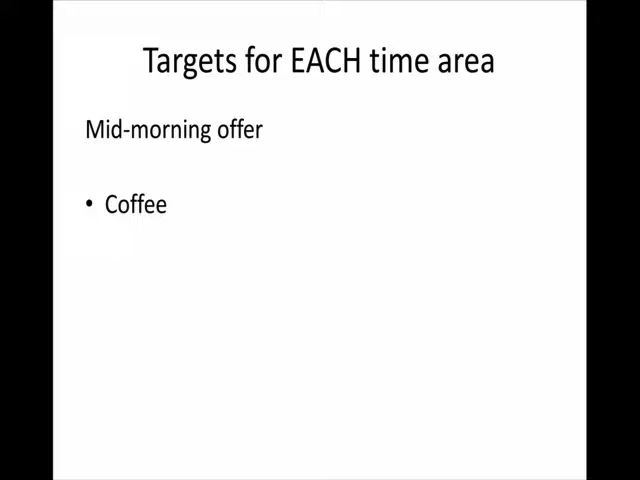 Targets for EACH time area
Mid-morning offer
• Coffee